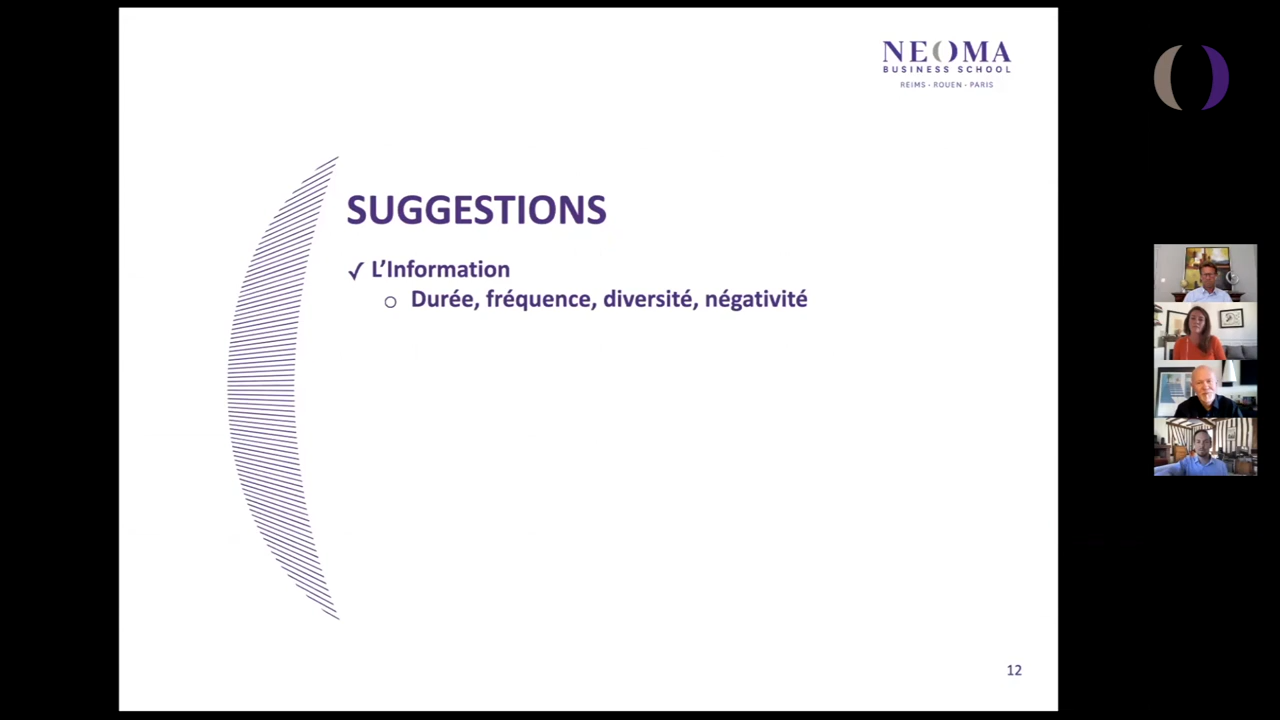 NEOMA
BUSINESS SCHOOL
REIMS - ROUEN - PARIS
SUGGESTIONS
✓ L’Information
o Durée, fréquence, diversité, négativité
12